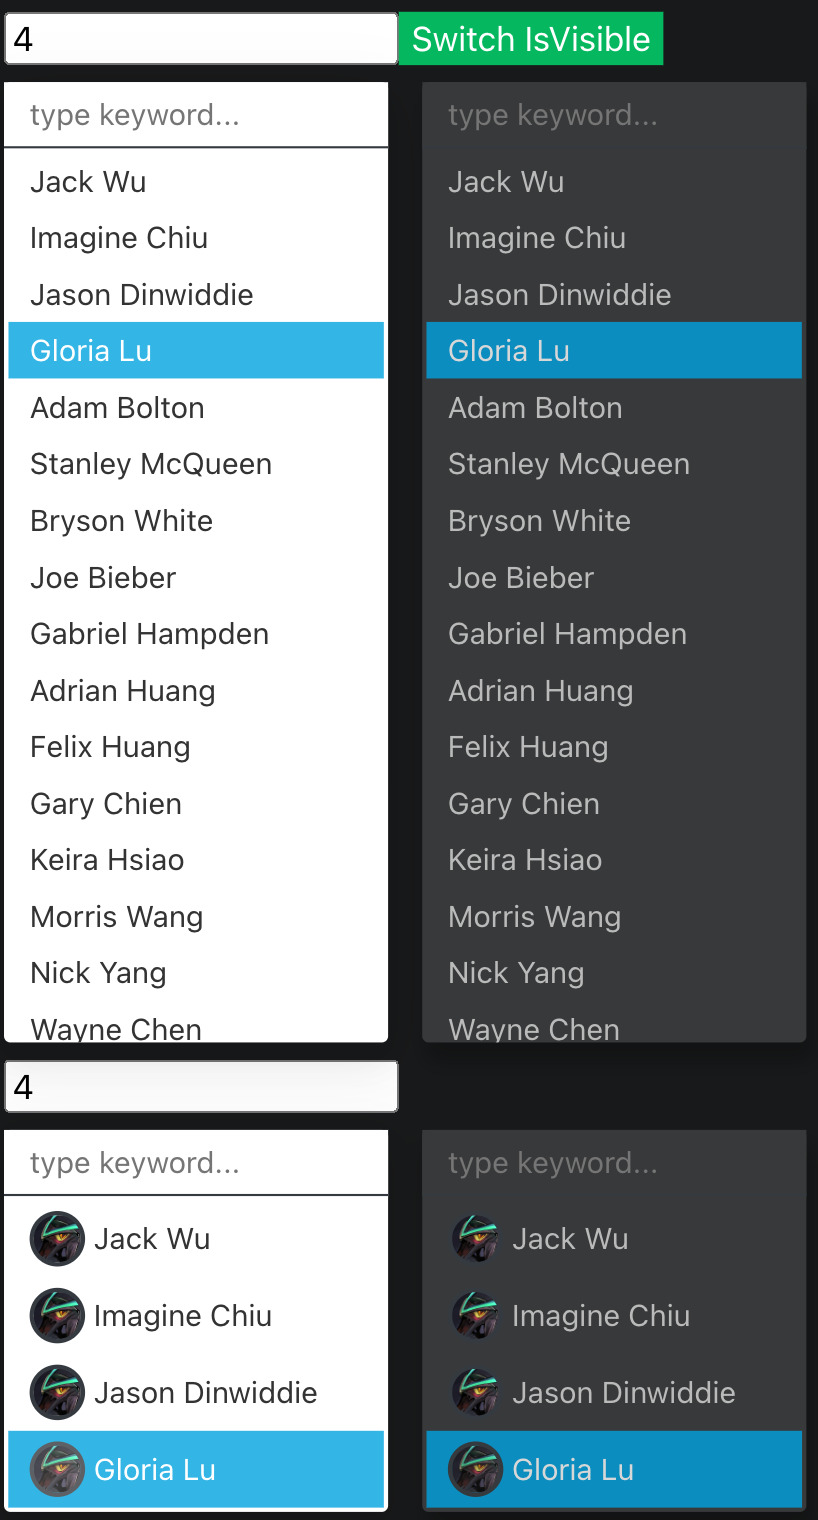 4
Switch IsVisible
type keyword...
Jack Wu
Imagine Chiu
Jason Dinwiddie
Gloria Lu
Adam Bolton
Stanley McQueen
Bryson White
Joe Bieber
Gabriel Hampden
Adrian Huang
Felix Huang
Gary Chien
Keira Hsiao
Morris Wang
Nick Yang
Wayne Chen
type keyword...
Jack Wu
Imagine Chiu
Jason Dinwiddie
Gloria Lu
Adam Bolton
Stanley McQueen
Bryson White
Joe Bieber
Gabriel Hampden
Adrian Huang
Felix Huang
Gary Chien
Keira Hsiao
Morris Wang
Nick Yang
Wayne Chen
4
type keyword...
Jack Wu
Imagine Chiu
Jason Dinwiddie
Gloria Lu
type keyword...
Jack Wu
Imagine Chiu
Jason Dinwiddie
Gloria Lu